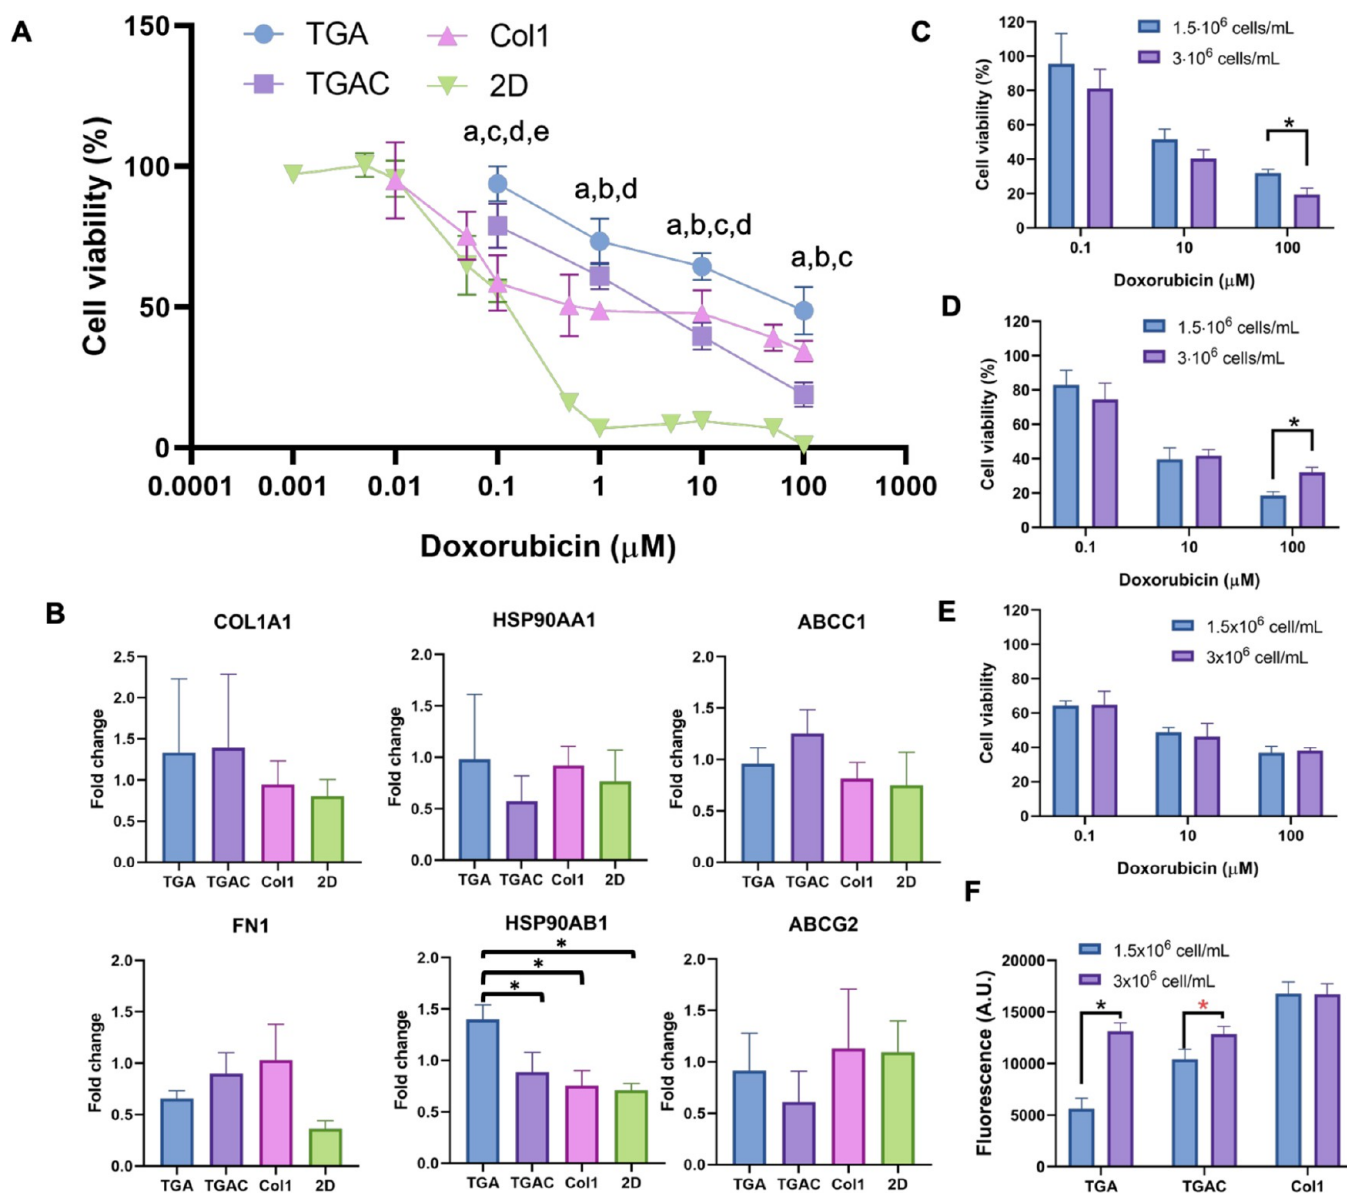 A
150
100
50
0
Cell viability (%)
TGA
TGAC
Col1
2D
a,c,d,e
a,b,d
a,b,c,d
a,b,c
0.0001 0.001 0.01 0.1 1 10 100 1000
Doxorubicin (μM)
C
120
100
80
60
40
20
0
Cell viability (%)
1.5·10⁶ cells/mL
3·10⁶ cells/mL
*
0.1 10 100
Doxorubicin (μM)
D
120
100
80
60
40
20
0
Cell viability (%)
1.5·10⁶ cells/mL
3·10⁶ cells/mL
*
0.1 10 100
Doxorubicin (μM)
B
COL1A1
2.5
2.0
1.5
1.0
0.5
0.0
Fold change
TGA TGAC Col1 2D
HSP90AA1
2.0
1.5
1.0
0.5
0.0
Fold change
TGA TGAC Col1 2D
ABCC1
2.0
1.5
1.0
0.5
0.0
Fold change
TGA TGAC Col1 2D
FN1
2.0
1.5
1.0
0.5
0.0
Fold change
TGA TGAC Col1 2D
HSP90AB1
2.0
1.5
1.0
0.5
0.0
Fold change
*
*
*
TGA TGAC Col1 2D
ABCG2
2.0
1.5
1.0
0.5
0.0
Fold change
TGA TGAC Col1 2D
E
120
100
80
60
40
20
0
Cell viability
1.5x10⁶ cell/mL
3x10⁶ cell/mL
0.1 10 100
Doxorubicin (μM)
F
20000
15000
10000
5000
0
Fluorescence (A.U.)
1.5x10⁶ cell/mL
3x10⁶ cell/mL
*
*
TGA TGAC Col1